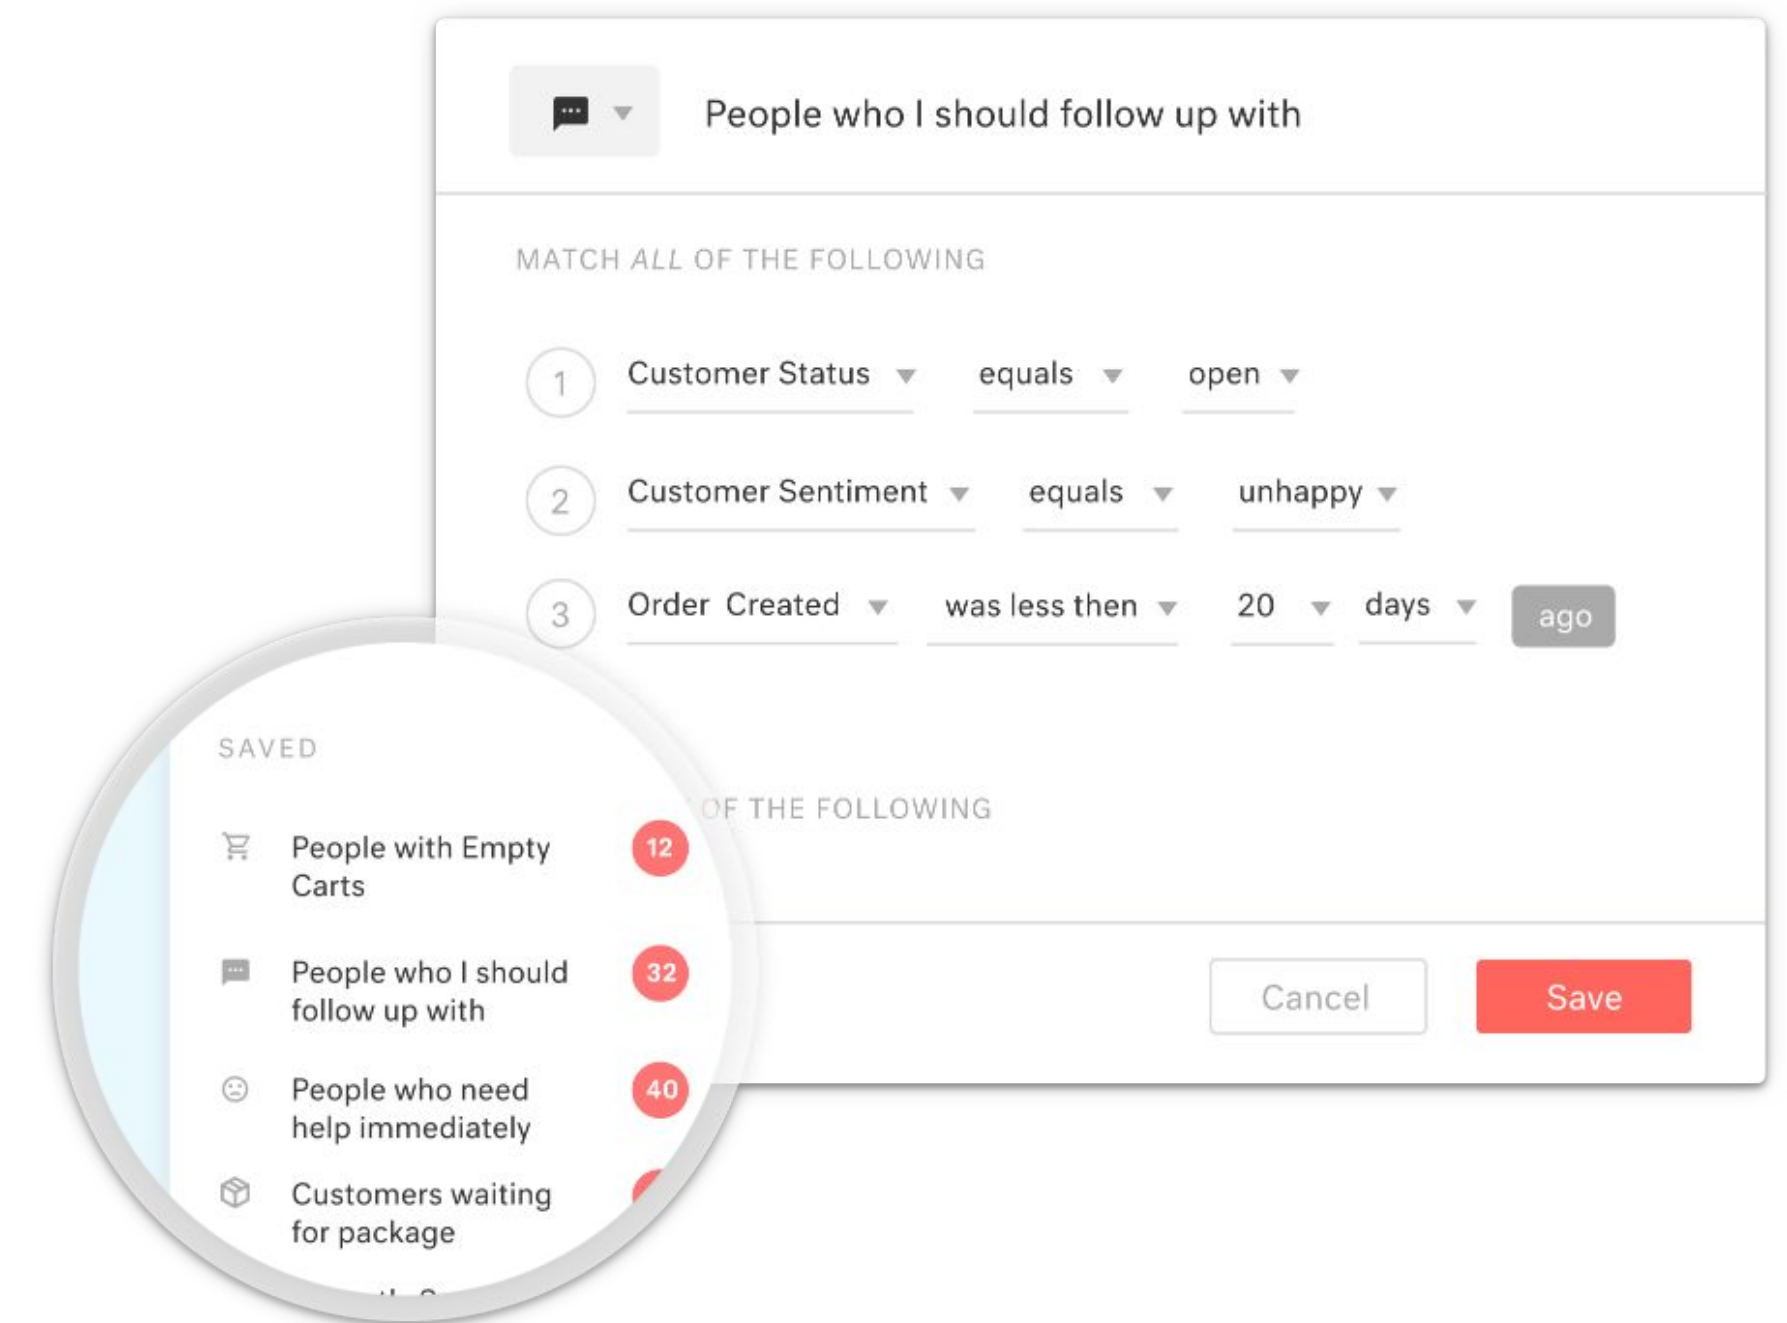 People who I should follow up with
MATCH ALL OF THE FOLLOWING
1 Customer Status equals open
2 Customer Sentiment equals unhappy
3 Order Created was less then 20 days ago
OF THE FOLLOWING
Cancel Save
SAVED
People with Empty 12
Carts
People who I should 32
follow up with
People who need 40
help immediately
Customers waiting
for package